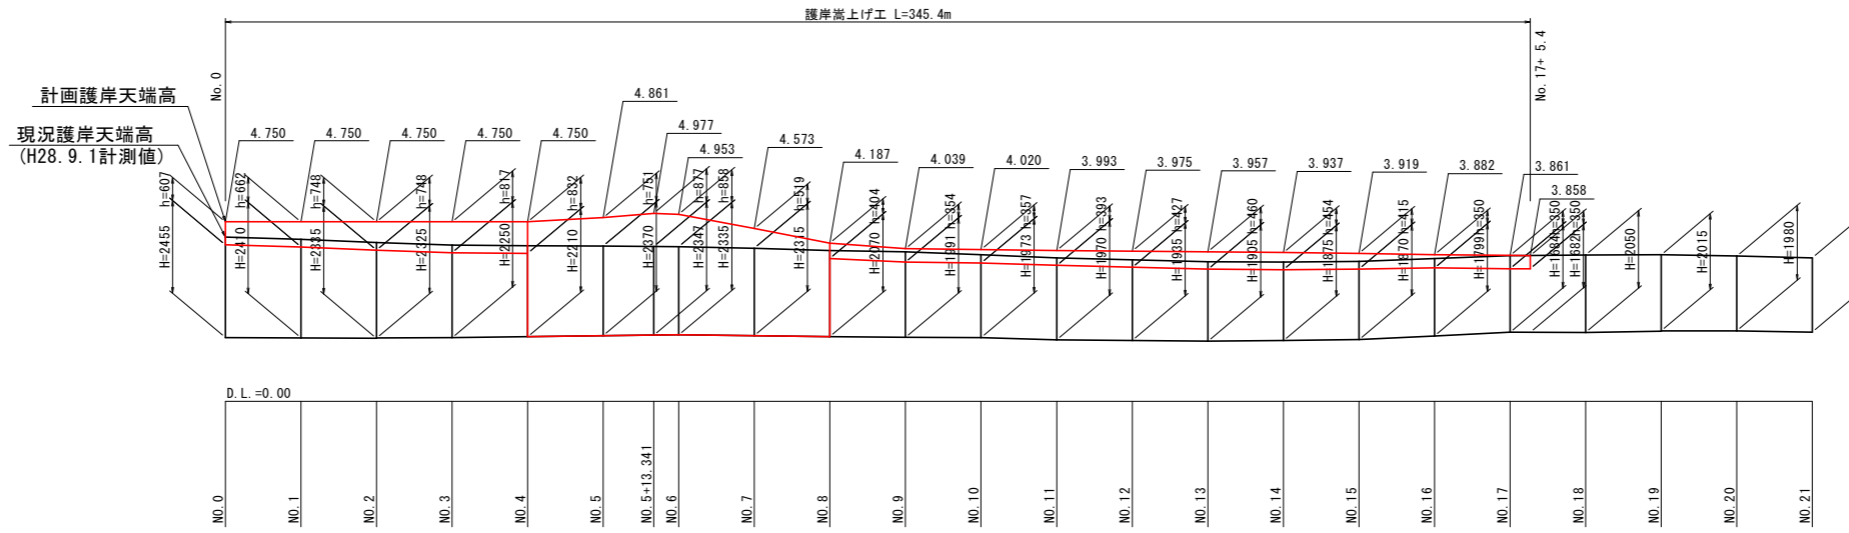 護岸嵩上げ工 L=345.4m
No.0
No.17+ 5.4
計画護岸天端高
現況護岸天端高
(H28.9.1計測値)
4.750
4.750
4.750
4.750
4.750
4.861
4.977
4.953
4.573
4.187
4.039
4.020
3.993
3.975
3.957
3.937
3.919
3.882
3.861
3.858
h=607
h=662
h=748
h=748
h=817
h=832
h=751
h=877
h=858
h=519
h=404
h=354
h=357
h=393
h=427
h=460
h=454
h=415
h=350
h=350
h=350
H=2455
H=2410
H=2335
H=2325
H=2250
H=2210
H=2370
H=2347
H=2335
H=2315
H=2070
H=1991
H=1973
H=1970
H=1935
H=1905
H=1875
H=1870
H=1799
H=1682
H=2050
H=2015
H=1980
D.L.=0.00
NO.0
NO.1
NO.2
NO.3
NO.4
NO.5
NO.5+13.341
NO.6
NO.7
NO.8
NO.9
NO.10
NO.11
NO.12
NO.13
NO.14
NO.15
NO.16
NO.17
NO.18
NO.19
NO.20
NO.21